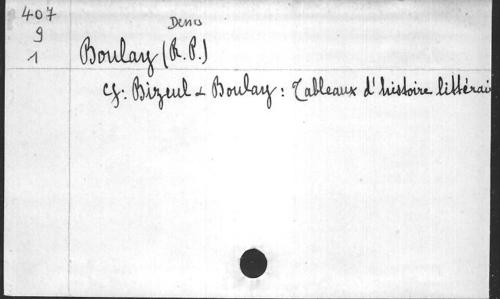 407
9
1
Denis
Boulay (R.P.)
cf: Bizeul & Boulay: Tableaux d'histoire littérai